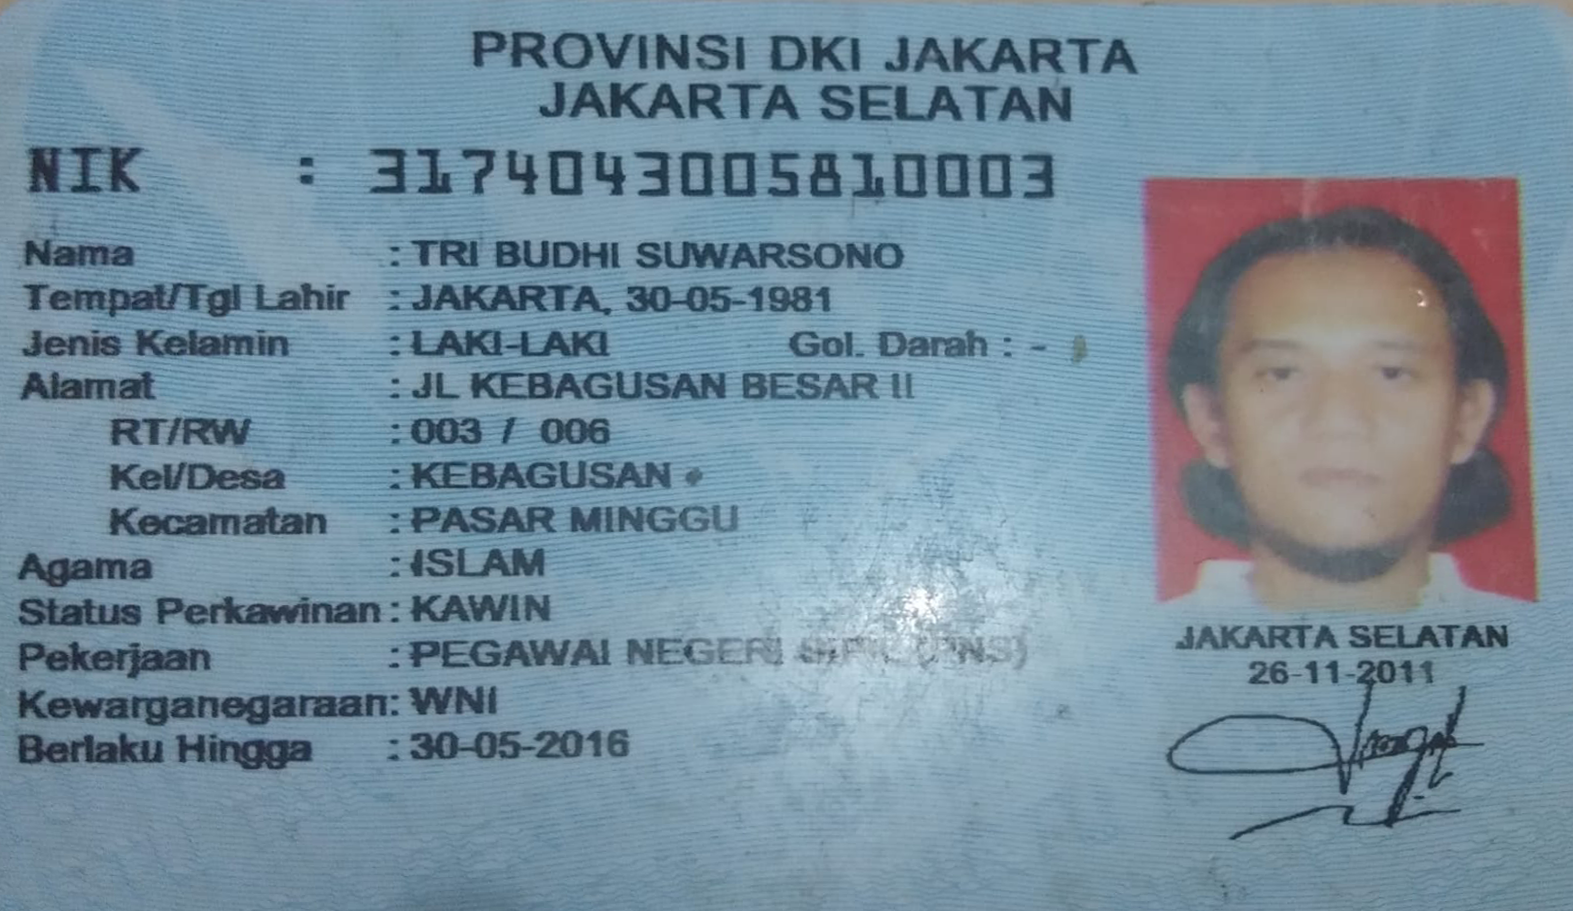 PROVINSI DKI JAKARTA
JAKARTA SELATAN
NIK : 3174043005810003
Nama : TRI BUDHI SUWARSONO
Tempat/Tgl Lahir : JAKARTA, 30-05-1981
Jenis Kelamin : LAKI-LAKI Gol. Darah : -
Alamat : JL KEBAGUSAN BESAR II
RT/RW : 003 / 006
Kel/Desa : KEBAGUSAN
Kecamatan : PASAR MINGGU
Agama : ISLAM
Status Perkawinan : KAWIN
Pekerjaan : PEGAWAI NEGERI SIPIL (PNS)
Kewarganegaraan: WNI
Berlaku Hingga : 30-05-2016
JAKARTA SELATAN
26-11-2011